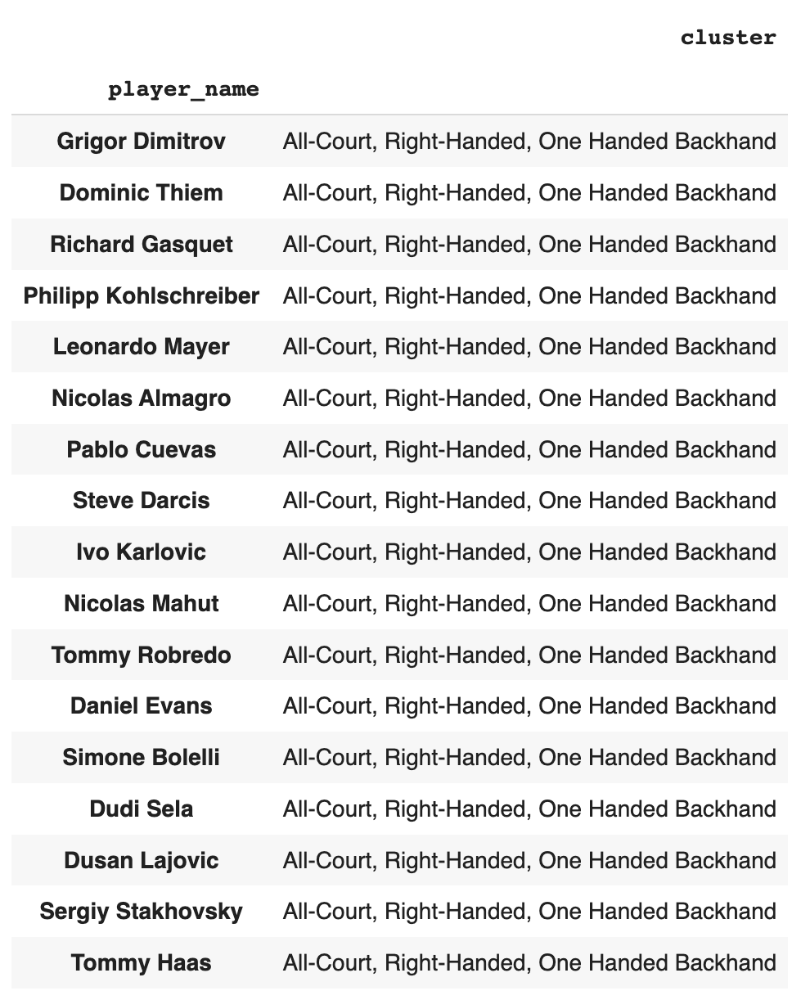 cluster
player_name
Grigor Dimitrov All-Court, Right-Handed, One Handed Backhand
Dominic Thiem All-Court, Right-Handed, One Handed Backhand
Richard Gasquet All-Court, Right-Handed, One Handed Backhand
Philipp Kohlschreiber All-Court, Right-Handed, One Handed Backhand
Leonardo Mayer All-Court, Right-Handed, One Handed Backhand
Nicolas Almagro All-Court, Right-Handed, One Handed Backhand
Pablo Cuevas All-Court, Right-Handed, One Handed Backhand
Steve Darcis All-Court, Right-Handed, One Handed Backhand
Ivo Karlovic All-Court, Right-Handed, One Handed Backhand
Nicolas Mahut All-Court, Right-Handed, One Handed Backhand
Tommy Robredo All-Court, Right-Handed, One Handed Backhand
Daniel Evans All-Court, Right-Handed, One Handed Backhand
Simone Bolelli All-Court, Right-Handed, One Handed Backhand
Dudi Sela All-Court, Right-Handed, One Handed Backhand
Dusan Lajovic All-Court, Right-Handed, One Handed Backhand
Sergiy Stakhovsky All-Court, Right-Handed, One Handed Backhand
Tommy Haas All-Court, Right-Handed, One Handed Backhand